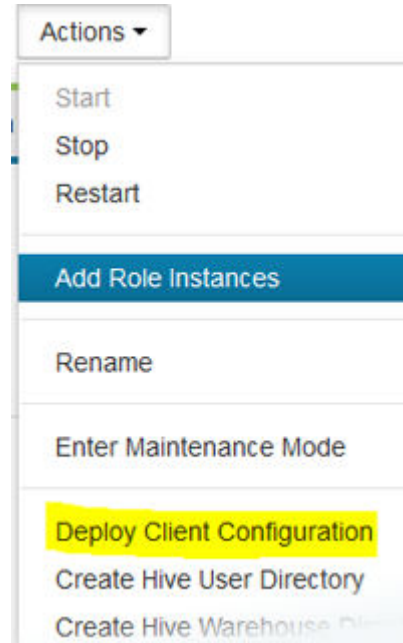 Actions
Start
Stop
Restart
Add Role Instances
Rename
Enter Maintenance Mode
Deploy Client Configuration
Create Hive User Directory
Create Hive Warehouse